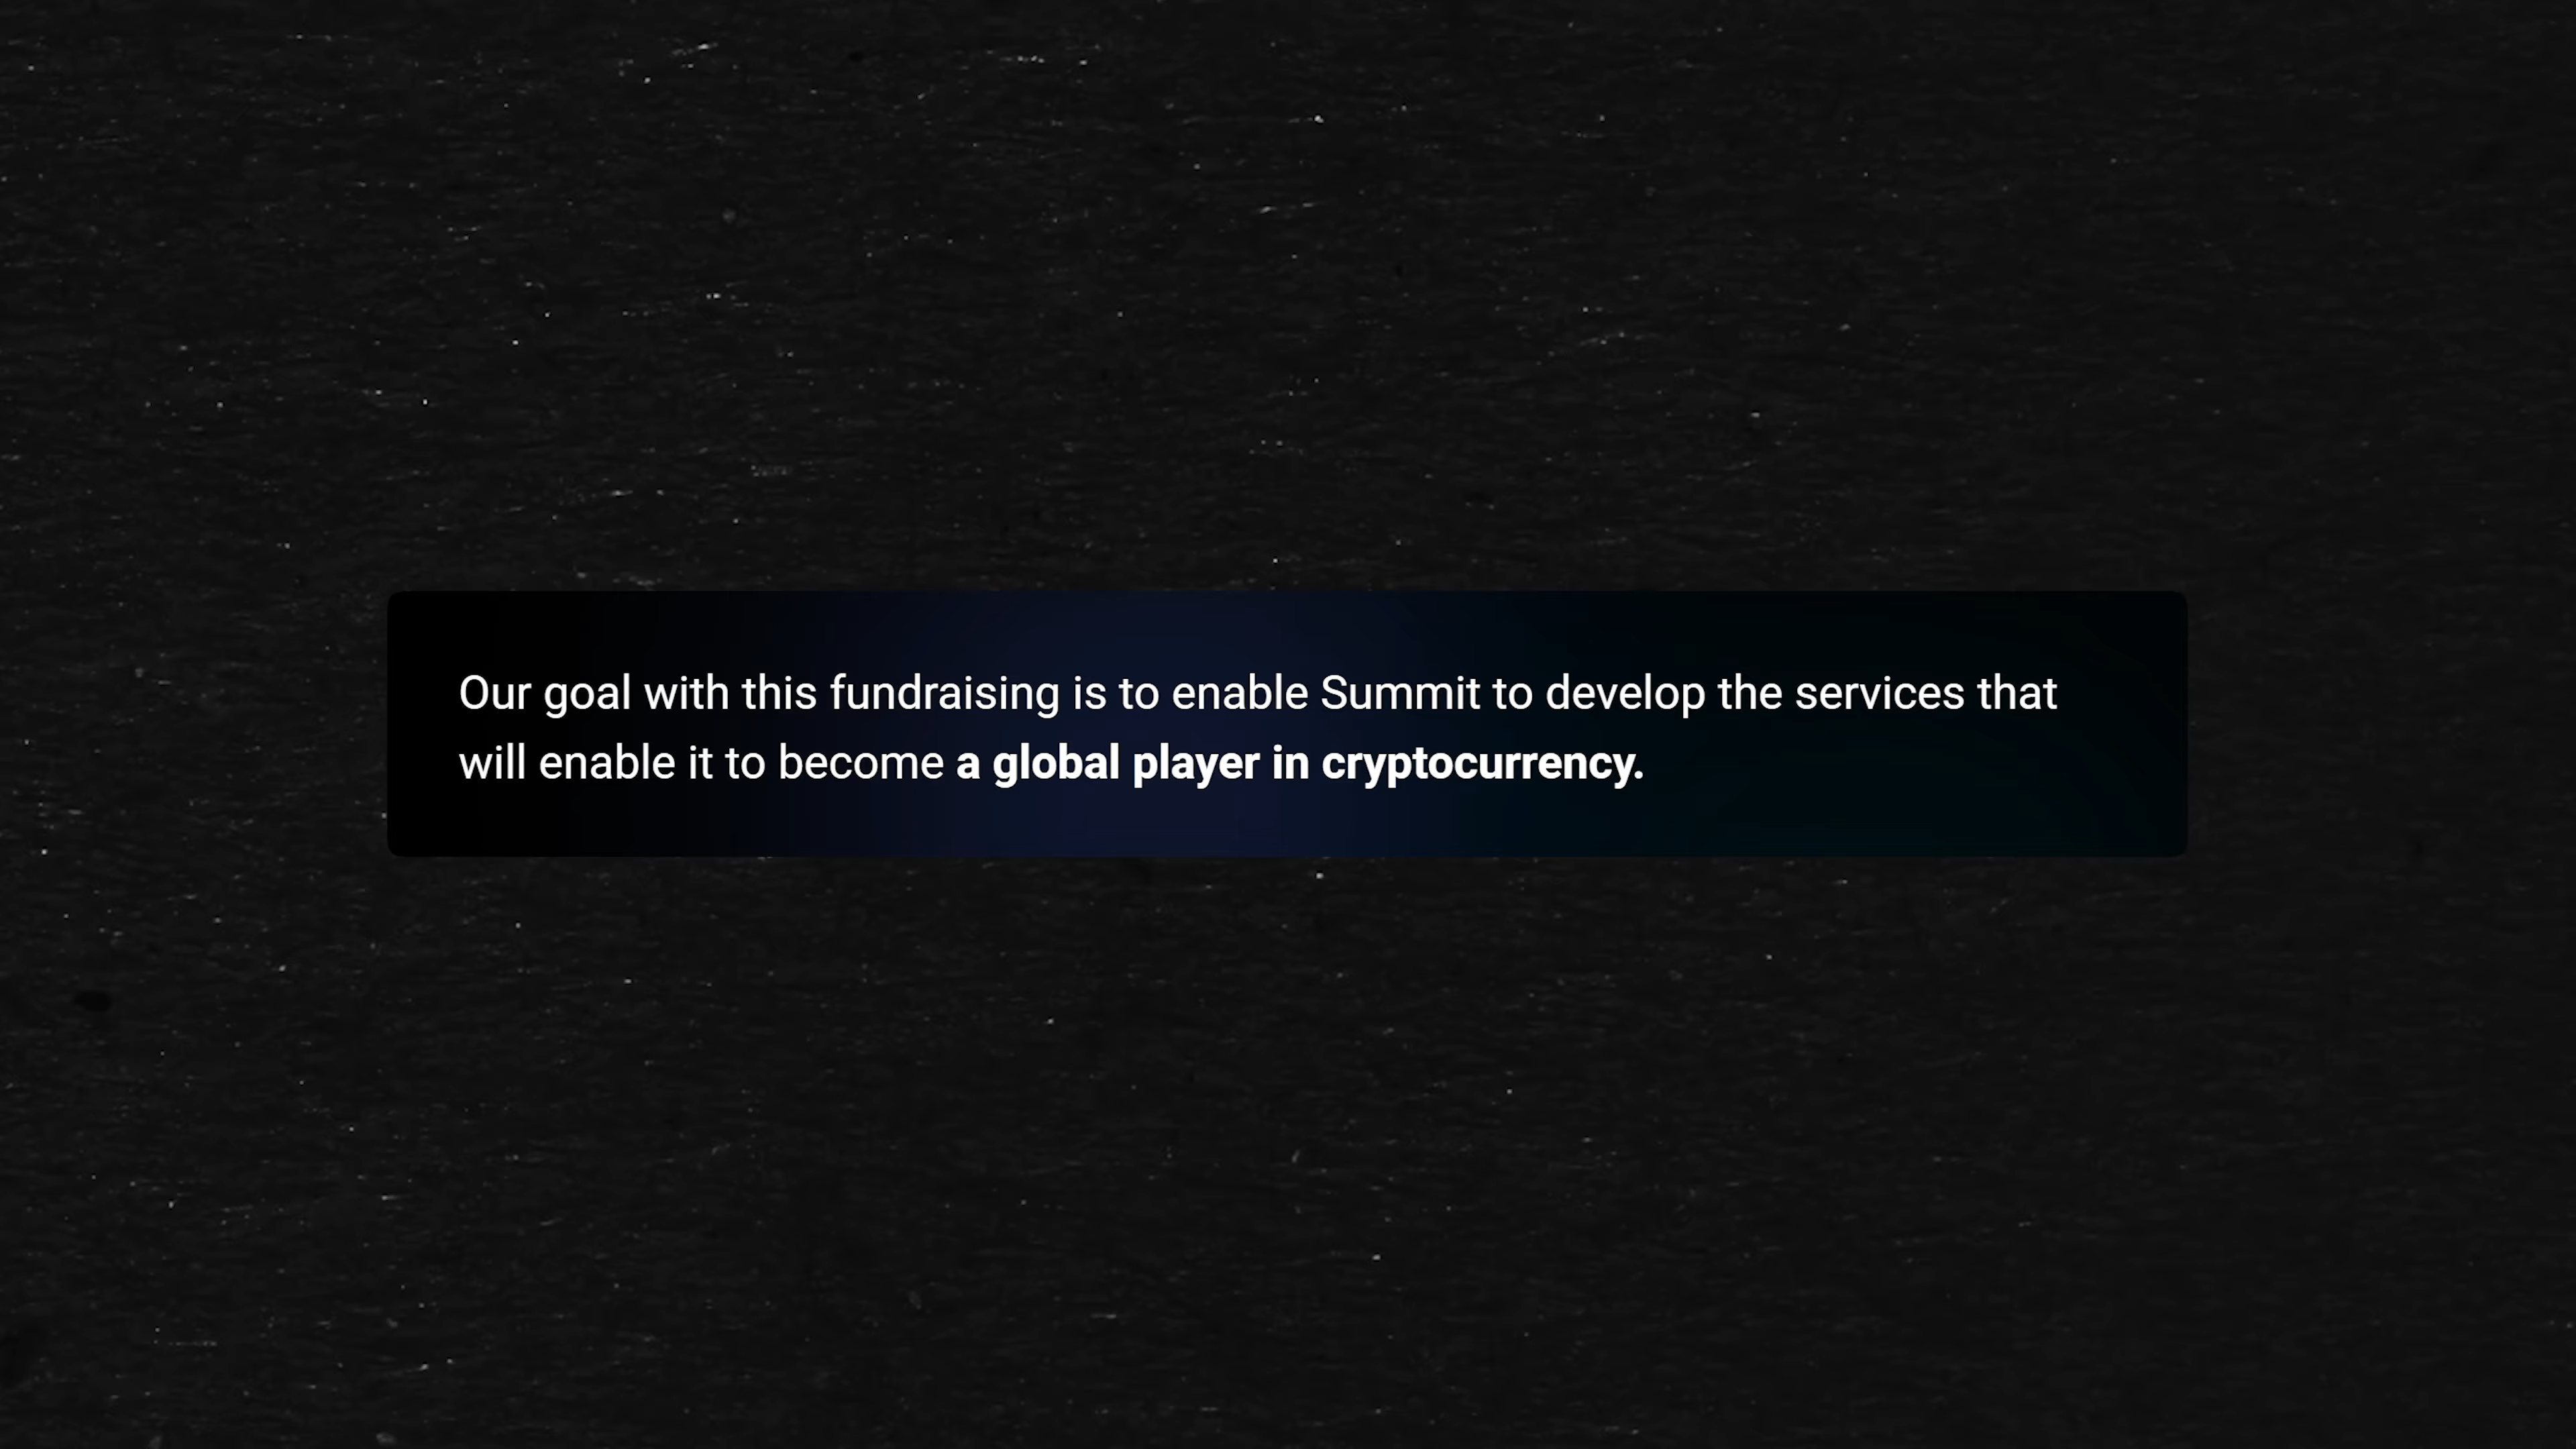 Our goal with this fundraising is to enable Summit to develop the services that
will enable it to become a global player in cryptocurrency.